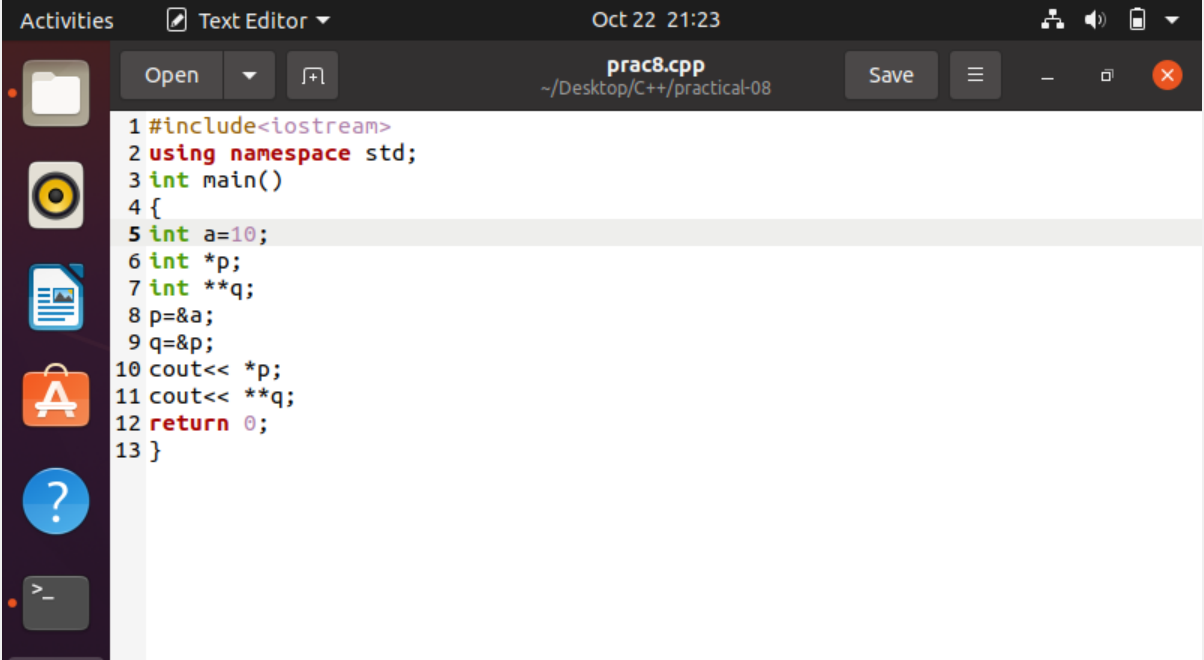 Activities Text Editor Oct 22 21:23
Open prac8.cpp Save
~/Desktop/C++/practical-08
1 #include<iostream>
2 using namespace std;
3 int main()
4 {
5 int a=10;
6 int *p;
7 int **q;
8 p=&a;
9 q=&p;
10 cout<< *p;
11 cout<< **q;
12 return 0;
13 }
?
>_